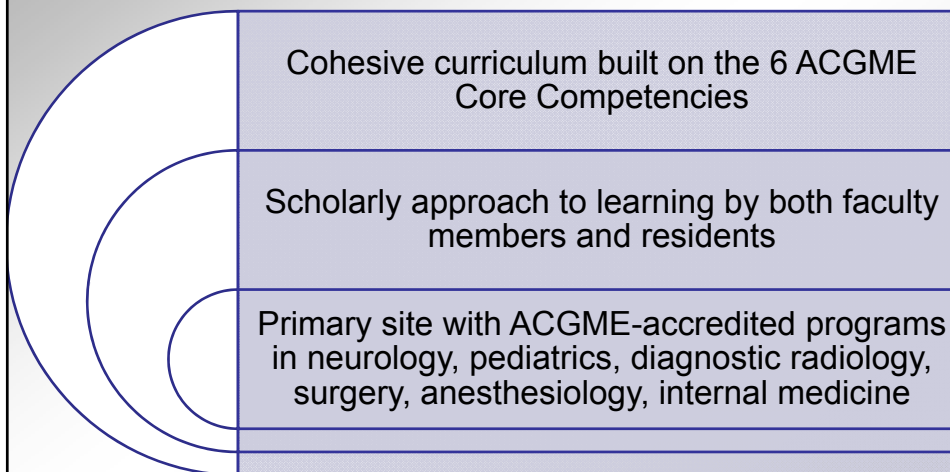 Cohesive curriculum built on the 6 ACGME
Core Competencies
Scholarly approach to learning by both faculty
members and residents
Primary site with ACGME-accredited programs
in neurology, pediatrics, diagnostic radiology,
surgery, anesthesiology, internal medicine